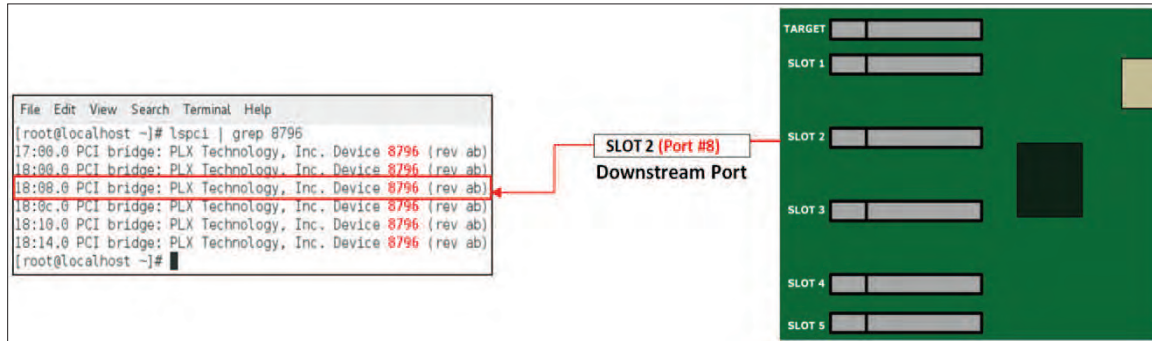 File Edit View Search Terminal Help
[root@localhost ~]# lspci | grep 8796
17:00.0 PCI bridge: PLX Technology, Inc. Device 8796 (rev ab)
18:00.0 PCI bridge: PLX Technology, Inc. Device 8796 (rev ab)
18:08.0 PCI bridge: PLX Technology, Inc. Device 8796 (rev ab)
18:0c.0 PCI bridge: PLX Technology, Inc. Device 8796 (rev ab)
18:10.0 PCI bridge: PLX Technology, Inc. Device 8796 (rev ab)
18:14.0 PCI bridge: PLX Technology, Inc. Device 8796 (rev ab)
[root@localhost ~]#
SLOT 2 (Port #8)
Downstream Port
TARGET
SLOT 1
SLOT 2
SLOT 3
SLOT 4
SLOT 5